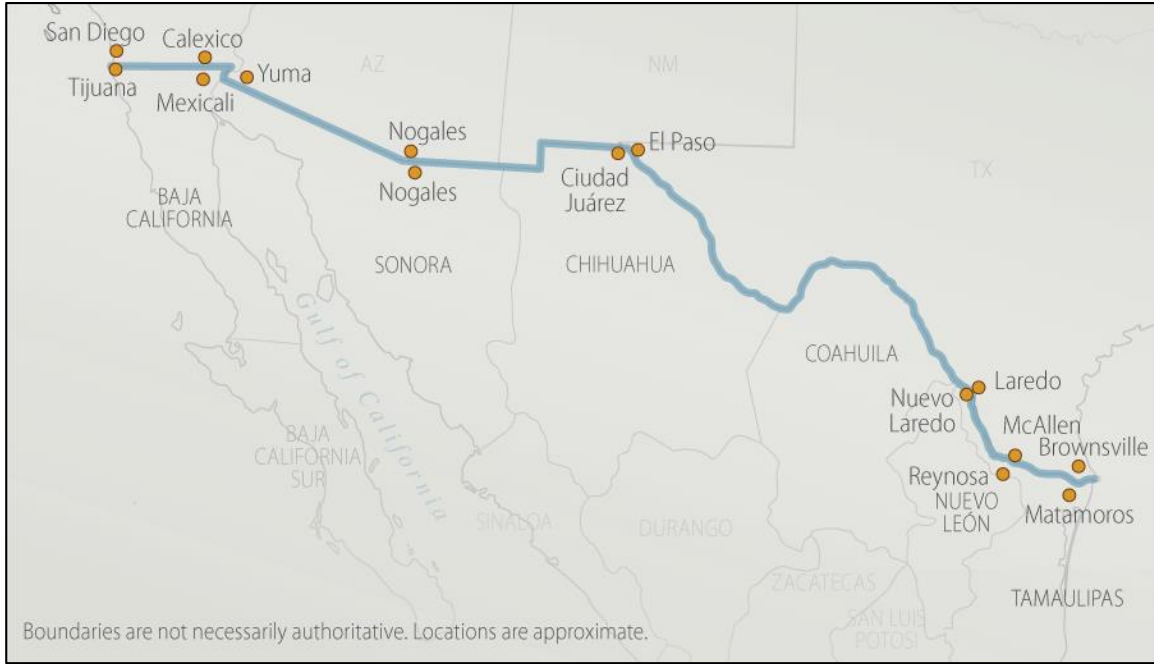 San Diego
Calexico
AZ
NM
Tijuana
Mexicali
Yuma
Nogales
El Paso
Nogales
Ciudad
Juárez
TX
BAJA
CALIFORNIA
SONORA
CHIHUAHUA
Gulf of California
COAHUILA
Laredo
Nuevo
Laredo
McAllen
Brownsville
BAJA
CALIFORNIA
SUR
Reynosa
NUEVO
LEÓN
Matamoros
SINALOA
DURANGO
ZACATECAS
SAN LUIS
POTOSÍ
TAMAULIPAS
Boundaries are not necessarily authoritative. Locations are approximate.